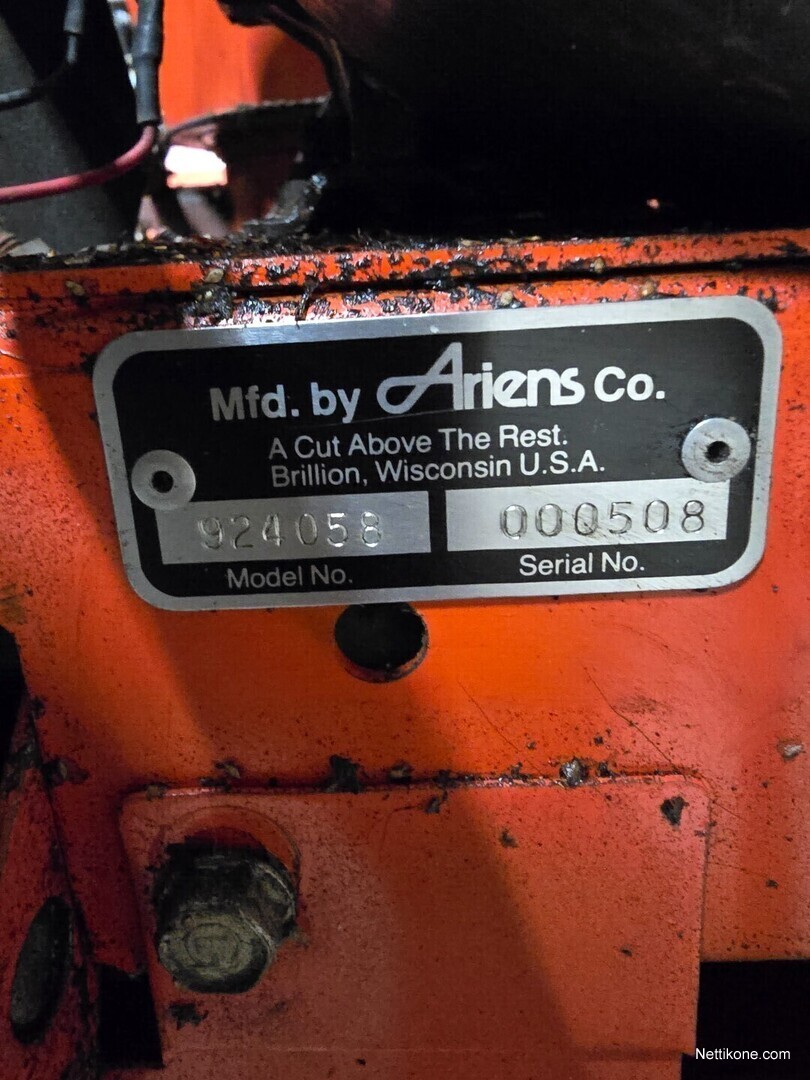 Mfd. by Ariens Co.
A Cut Above The Rest.
Brillion, Wisconsin U.S.A.
924058 000508
Model No. Serial No.
Nettikone.com